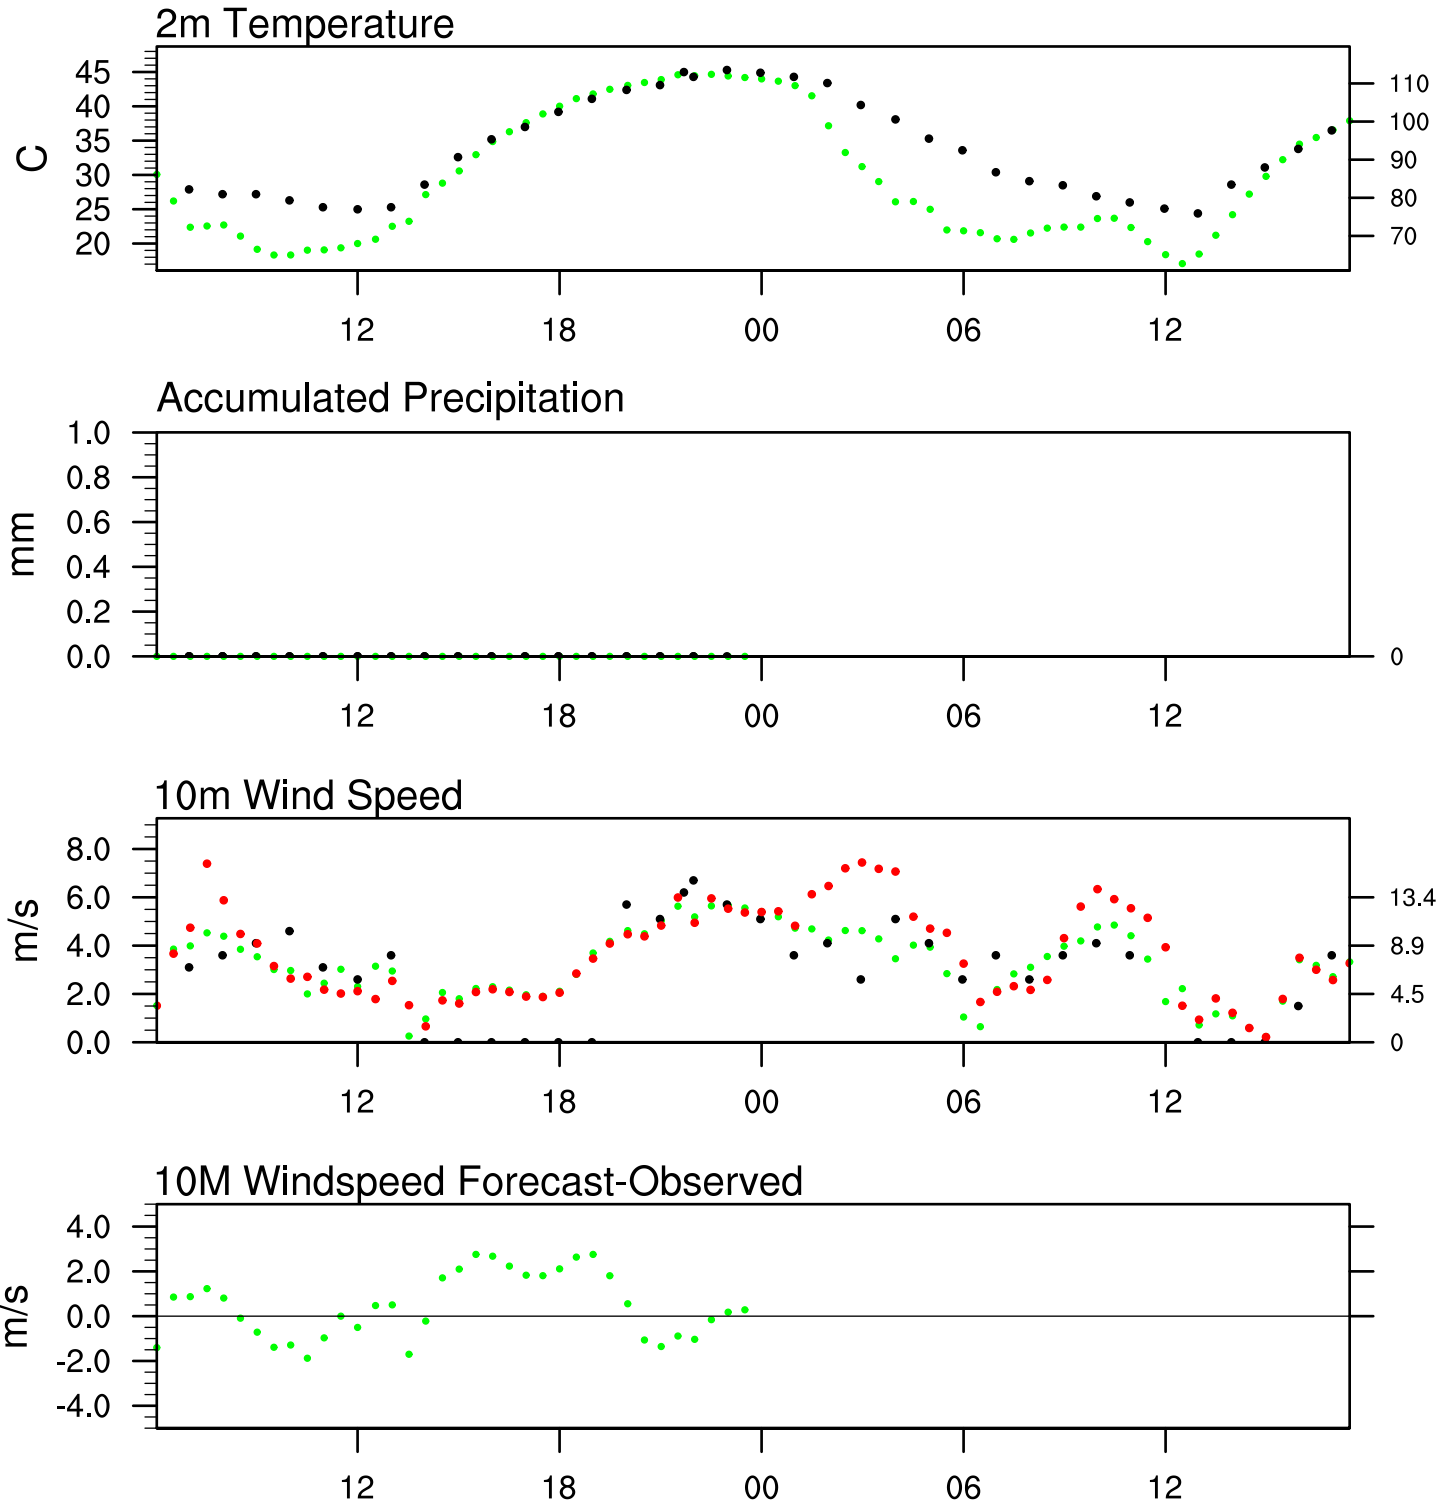 2m Temperature
45
40
35
30
25
20
C
110
100
90
80
70
12 18 00 06 12
Accumulated Precipitation
1.0
0.8
0.6
0.4
0.2
0.0
mm
0
12 18 00 06 12
10m Wind Speed
8.0
6.0
4.0
2.0
0.0
m/s
13.4
8.9
4.5
0
12 18 00 06 12
10M Windspeed Forecast-Observed
4.0
2.0
0.0
-2.0
-4.0
m/s
12 18 00 06 12